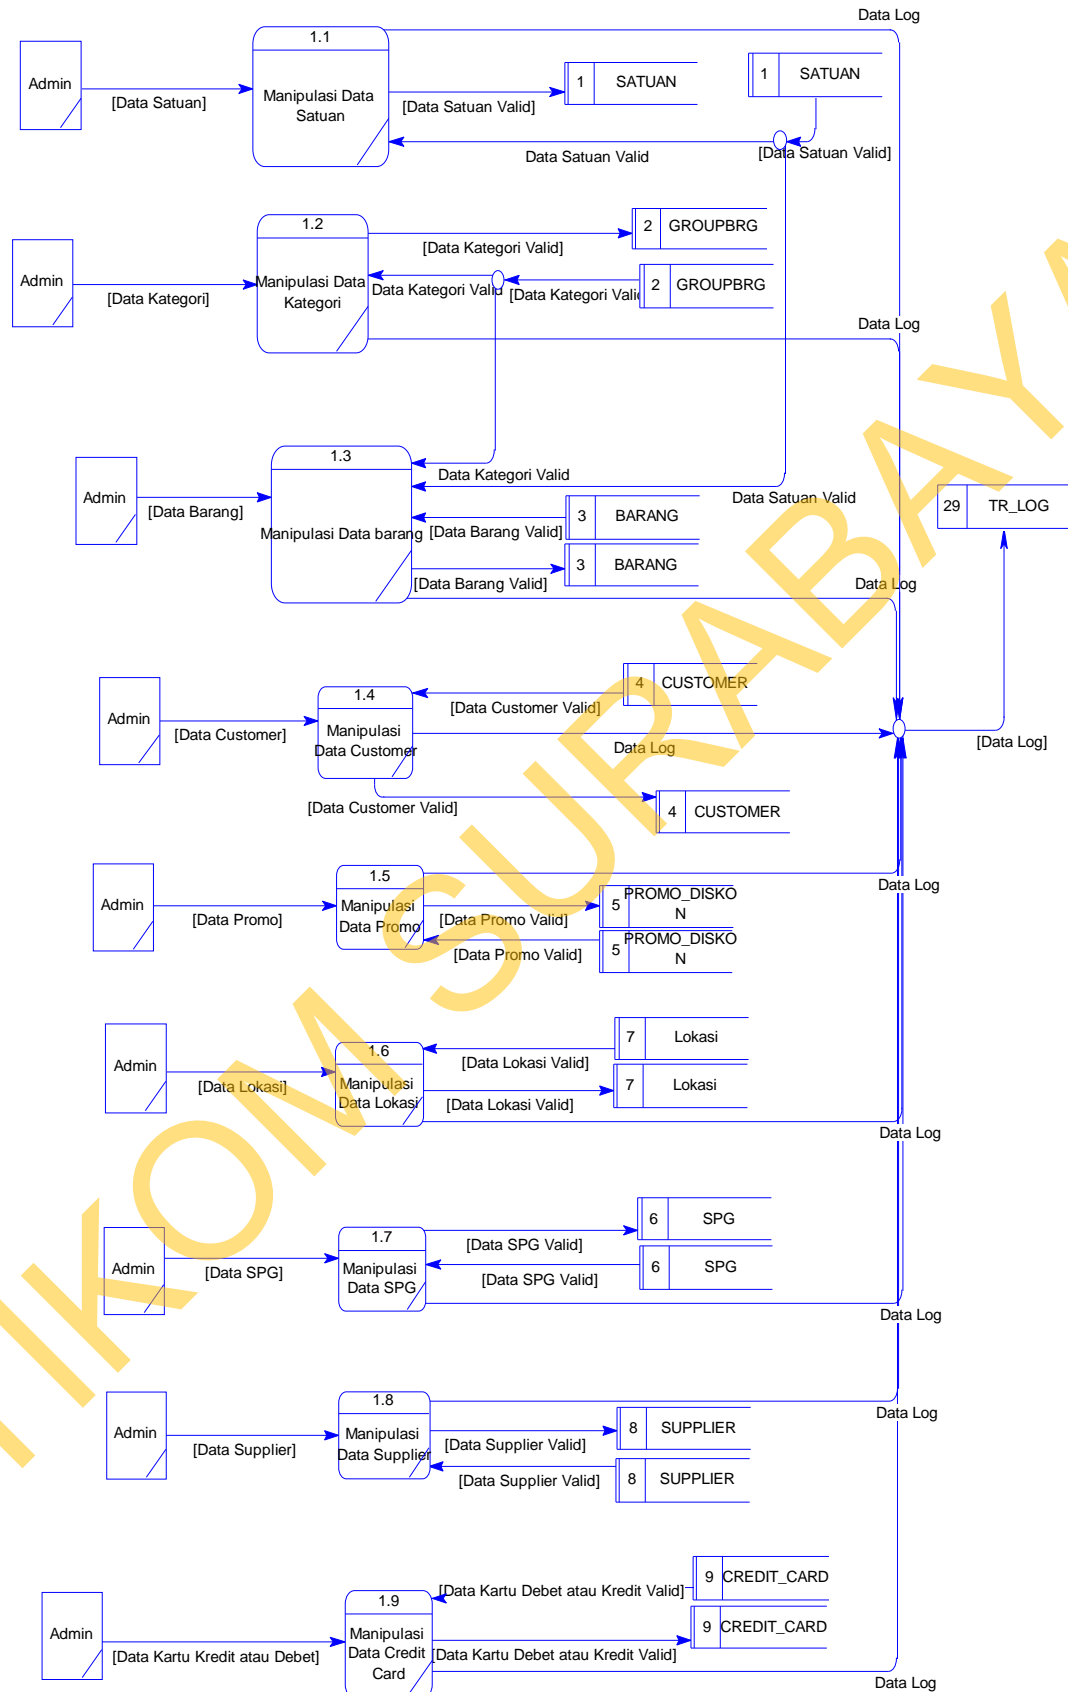 Data Log
1.1
Admin
[Data Satuan]
Manipulasi Data
Satuan
[Data Satuan Valid]
1 SATUAN
1 SATUAN
Data Satuan Valid
[Data Satuan Valid]
1.2
Admin
[Data Kategori]
Manipulasi Data
Kategori
[Data Kategori Valid]
2 GROUPBRG
Data Kategori Valid
[Data Kategori Valid]
2 GROUPBRG
Data Log
1.3
Admin
[Data Barang]
Manipulasi Data barang
Data Kategori Valid
Data Satuan Valid
[Data Barang Valid]
3 BARANG
[Data Barang Valid]
3 BARANG
Data Log
29 TR_LOG
[Data Log]
1.4
Admin
[Data Customer]
Manipulasi
Data Customer
[Data Customer Valid]
4 CUSTOMER
Data Log
[Data Customer Valid]
4 CUSTOMER
1.5
Admin
[Data Promo]
Manipulasi
Data Promo
Data Log
[Data Promo Valid]
5 PROMO_DISKO
N
[Data Promo Valid]
5 PROMO_DISKO
N
1.6
Admin
[Data Lokasi]
Manipulasi
Data Lokasi
[Data Lokasi Valid]
7 Lokasi
[Data Lokasi Valid]
7 Lokasi
Data Log
1.7
Admin
[Data SPG]
Manipulasi
Data SPG
[Data SPG Valid]
6 SPG
[Data SPG Valid]
6 SPG
Data Log
1.8
Admin
[Data Supplier]
Manipulasi
Data Supplier
Data Log
[Data Supplier Valid]
8 SUPPLIER
[Data Supplier Valid]
8 SUPPLIER
1.9
Admin
[Data Kartu Kredit atau Debet]
Manipulasi
Data Credit
Card
[Data Kartu Debet atau Kredit Valid]
9 CREDIT_CARD
[Data Kartu Debet atau Kredit Valid]
9 CREDIT_CARD
Data Log
IKOM SURABAYA